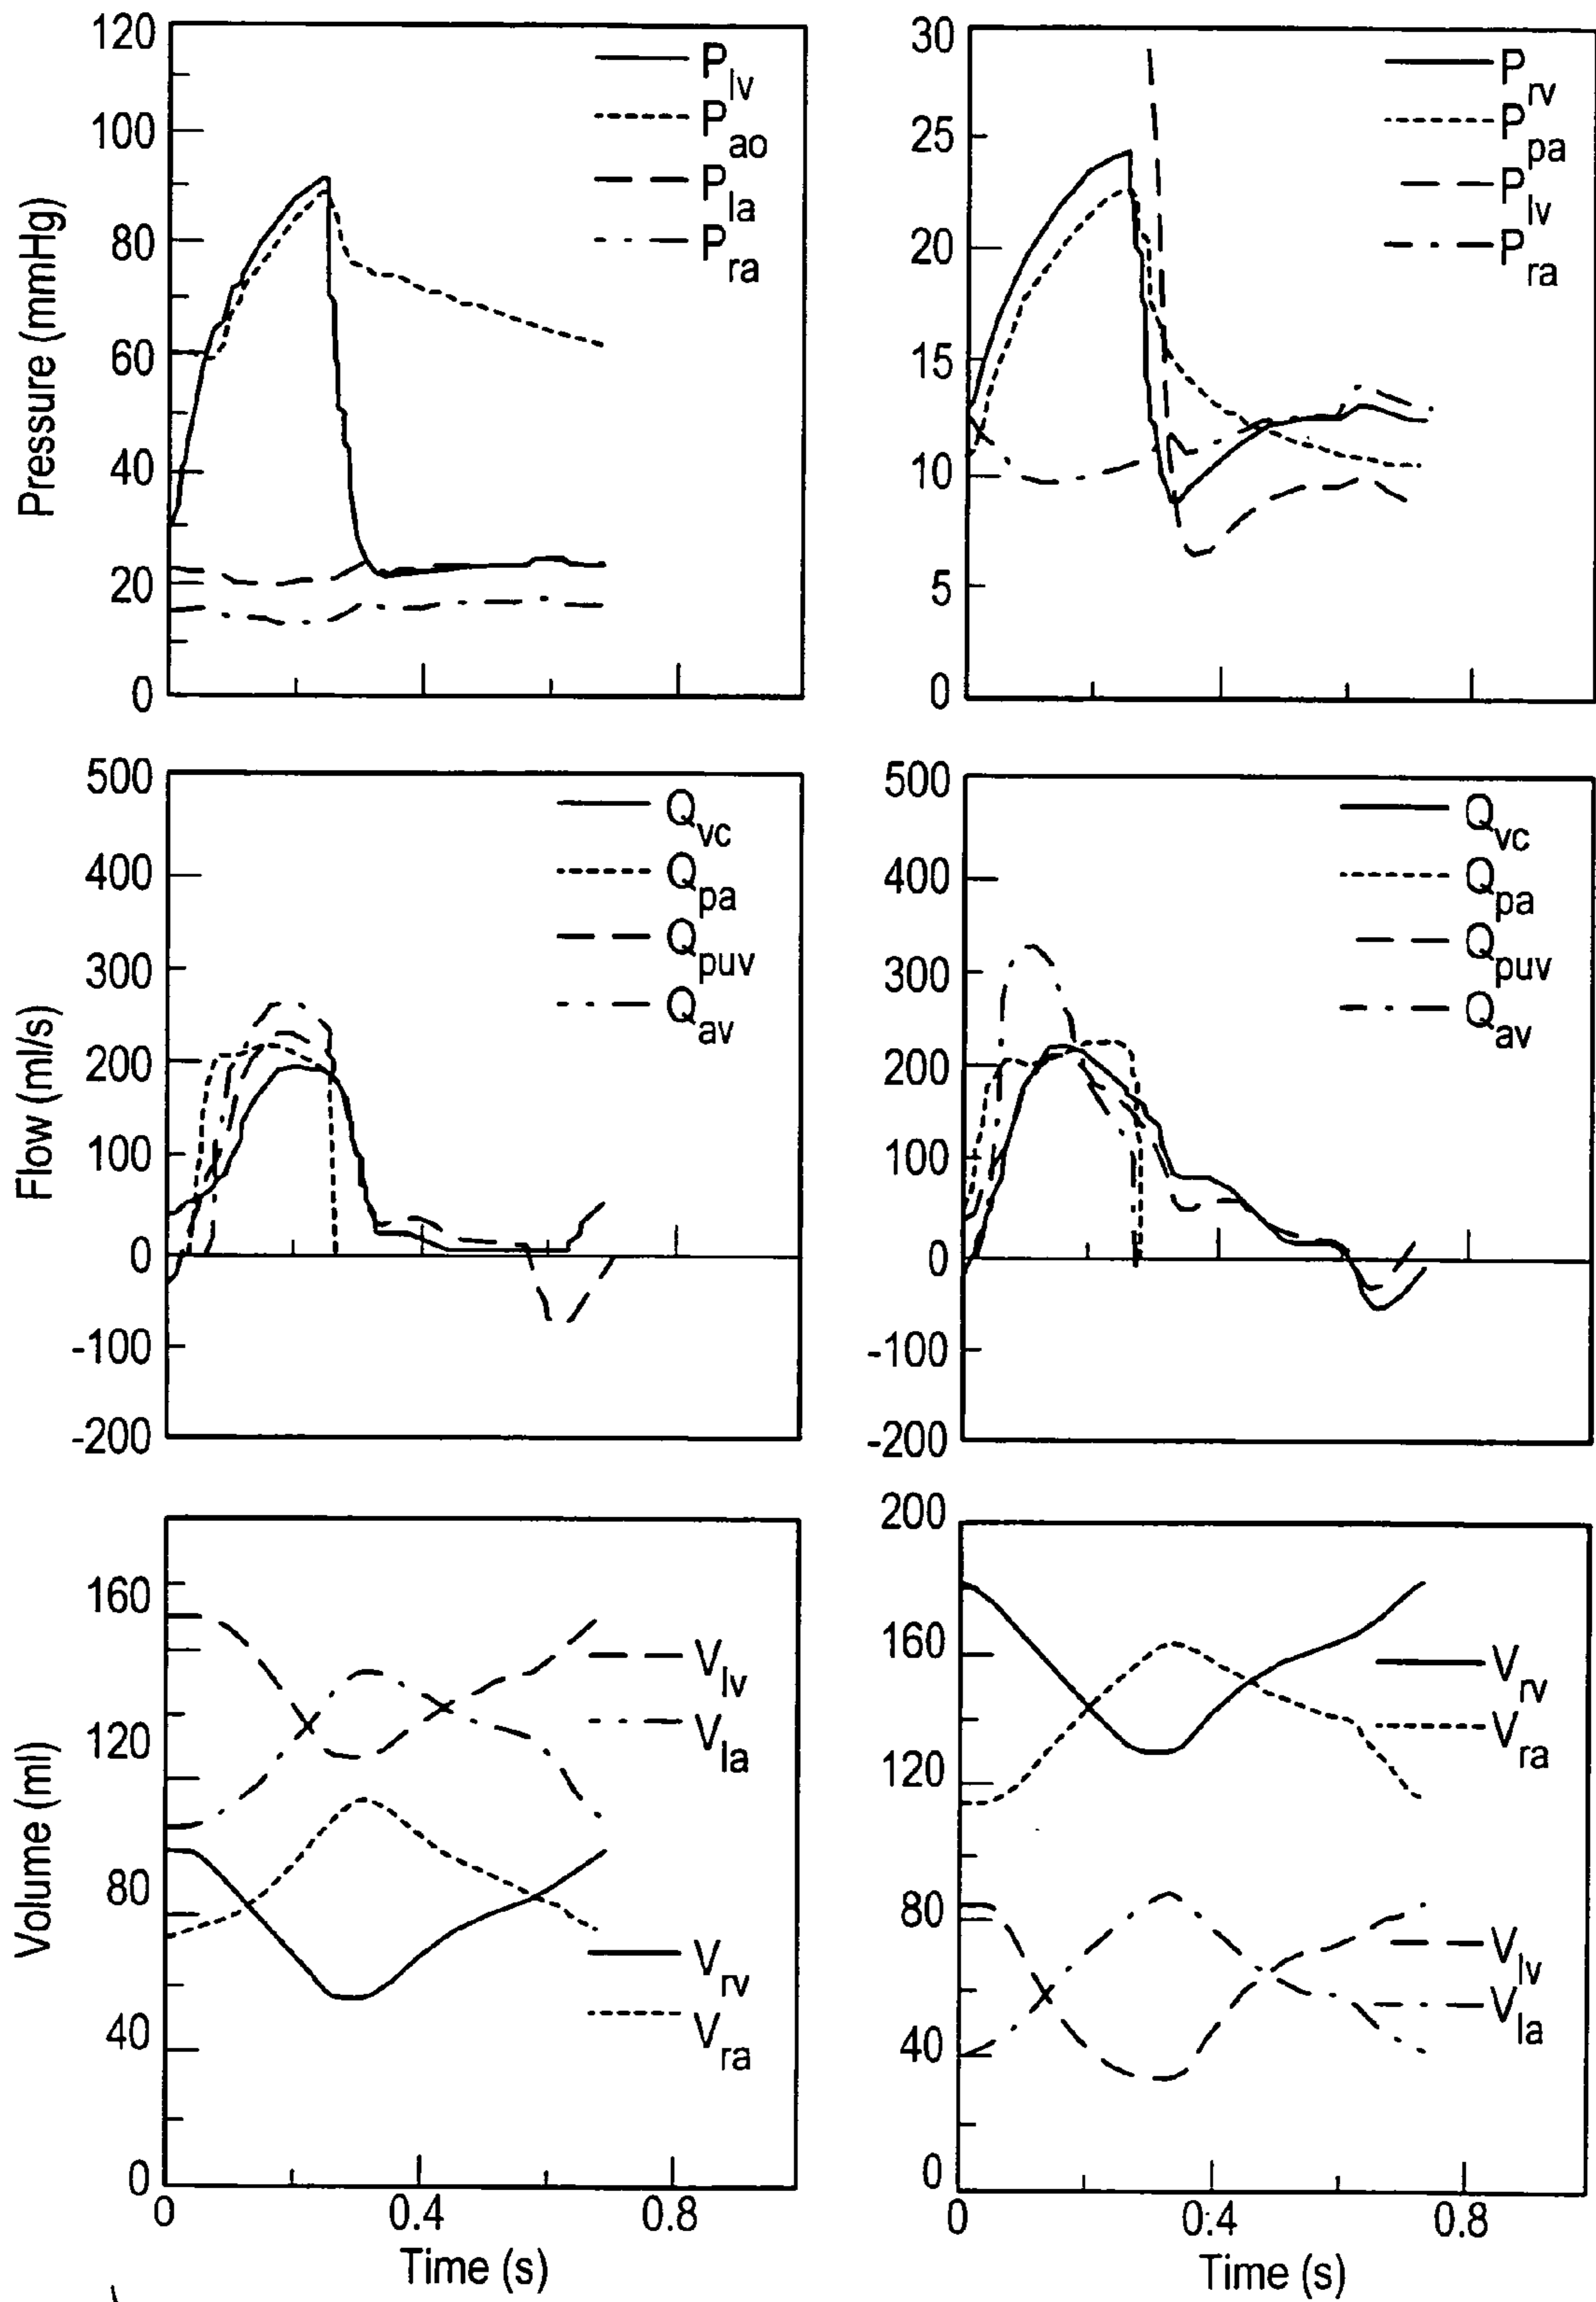 120
100
80
60
40
20
0
Pressure (mmHg)
P_lv
P_ao
P_la
P_ra
30
25
20
15
10
5
0
P_rv
P_pa
P_lv
P_ra
500
400
300
200
100
0
-100
-200
Flow (ml/s)
Q_vc
Q_pa
Q_puv
Q_av
500
400
300
200
100
0
-100
-200
Q_vc
Q_pa
Q_puv
Q_av
160
120
80
40
0
Volume (ml)
V_lv
V_la
V_rv
V_ra
0 0.4 0.8
Time (s)
200
160
120
80
40
0
V_rv
V_ra
V_lv
V_la
0 0.4 0.8
Time (s)